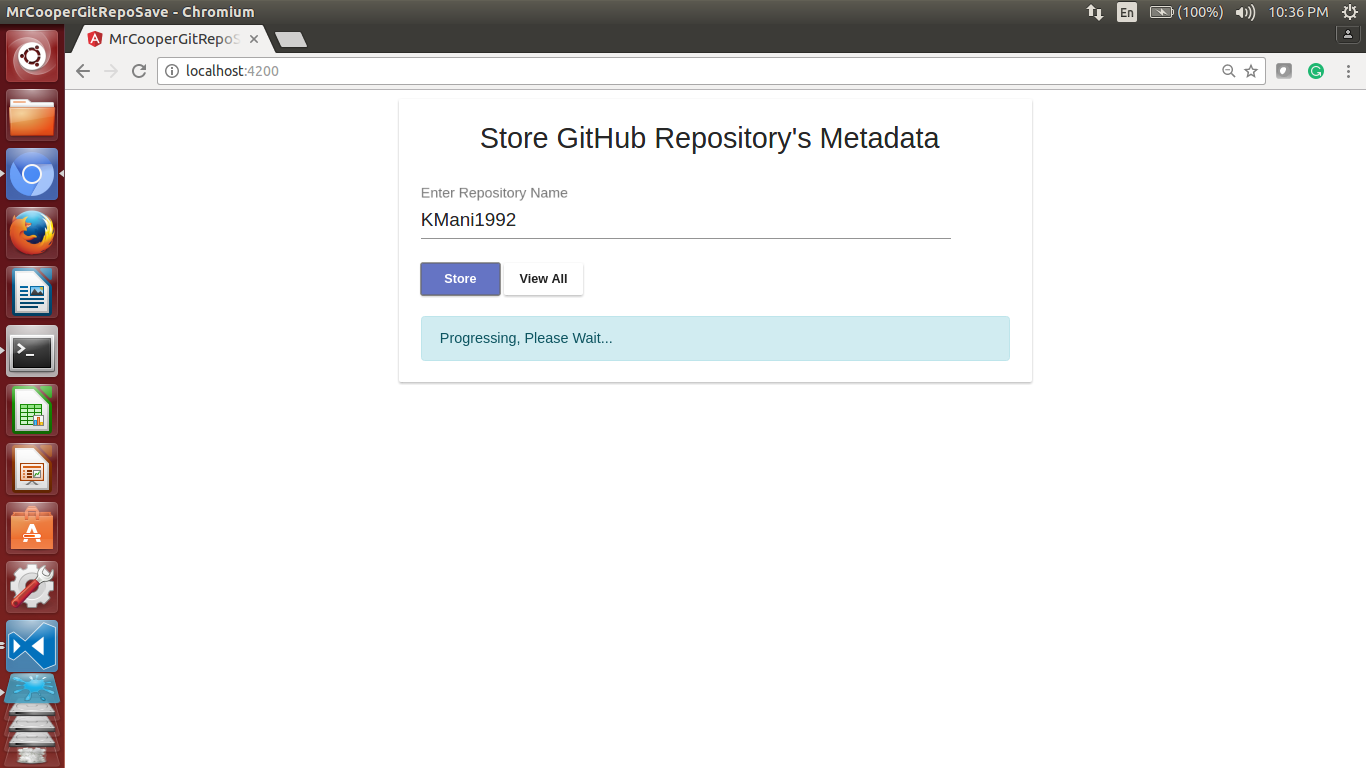 MrCooperGitRepoSave - Chromium
En (100%) 10:36 PM
MrCooperGitRepoS
localhost:4200
Store GitHub Repository's Metadata
Enter Repository Name
KMani1992
Store View All
Progressing, Please Wait...